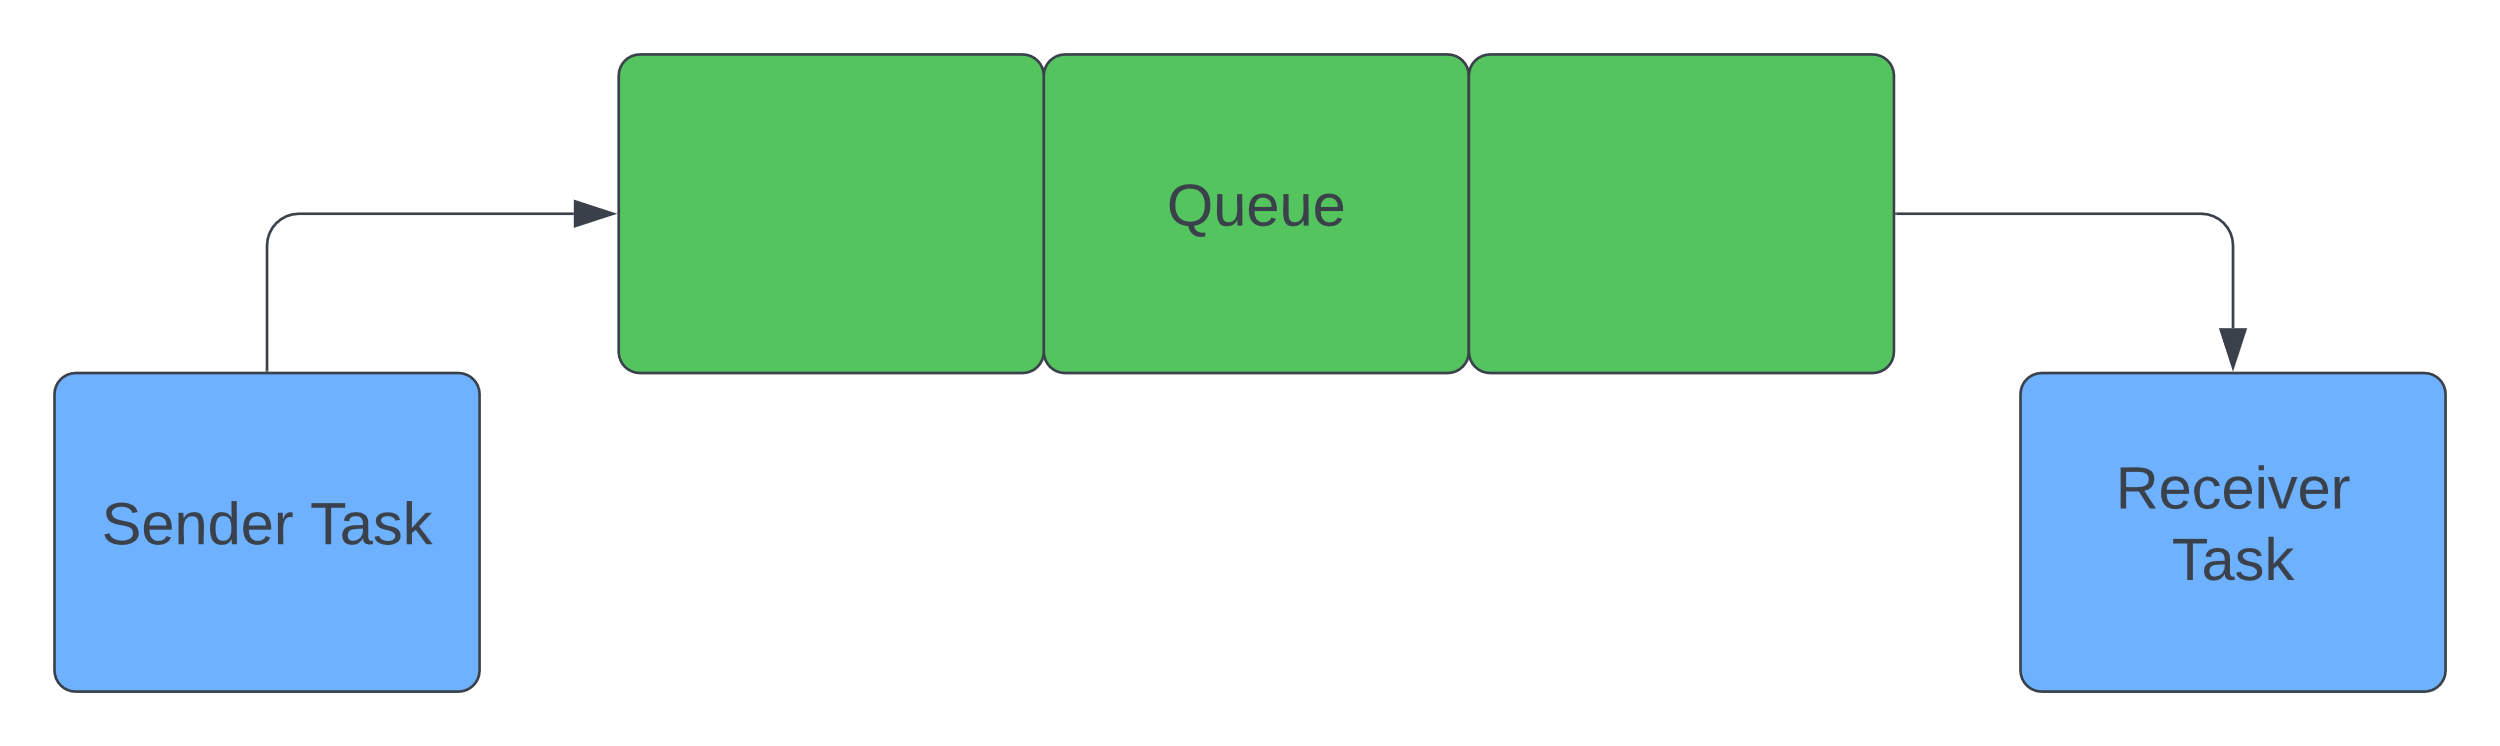 Queue
Sender Task
Receiver
Task